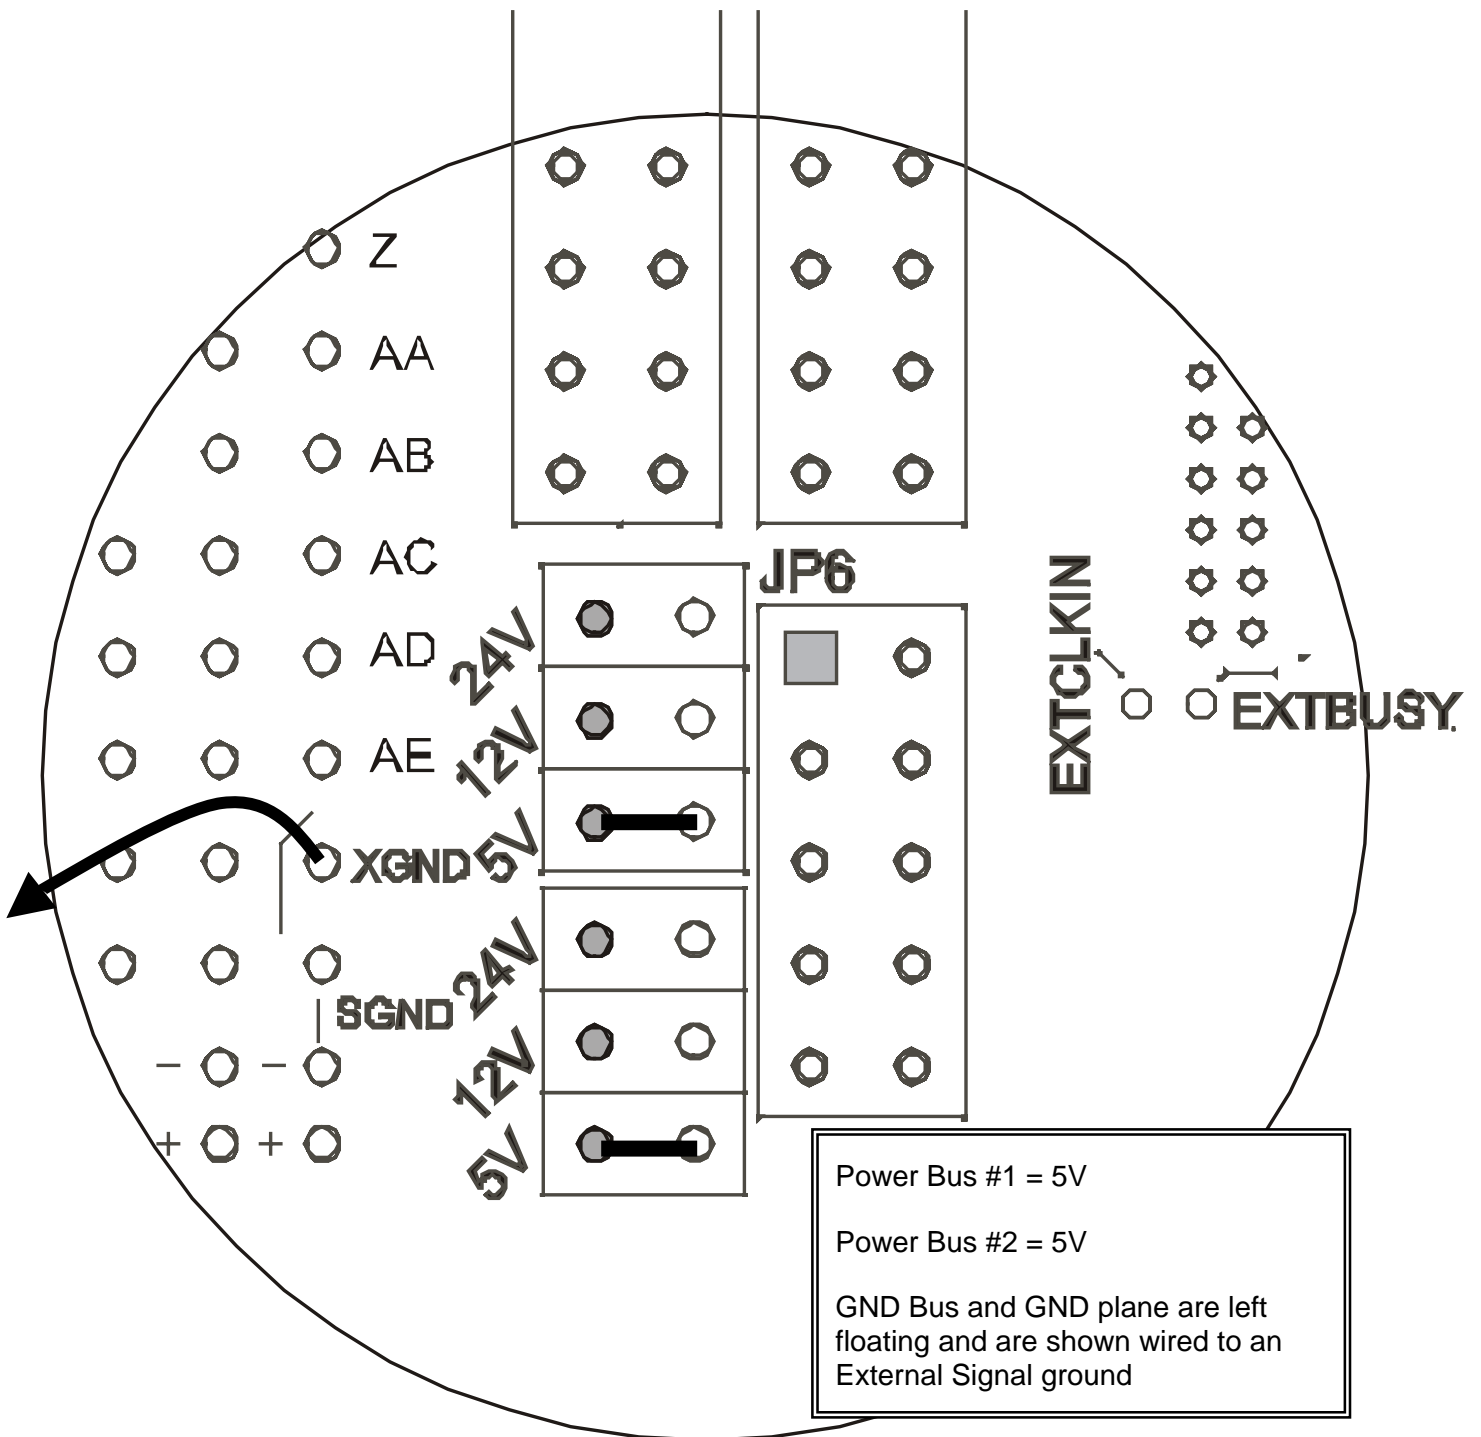 Z
AA
AB
AC
JP6
AD
24V
EXTCLKIN
EXTBUSY
AE
12V
XGND
5V
24V
SGND
12V
- -
+ +
5V
Power Bus #1 = 5V
Power Bus #2 = 5V
GND Bus and GND plane are left
floating and are shown wired to an
External Signal ground